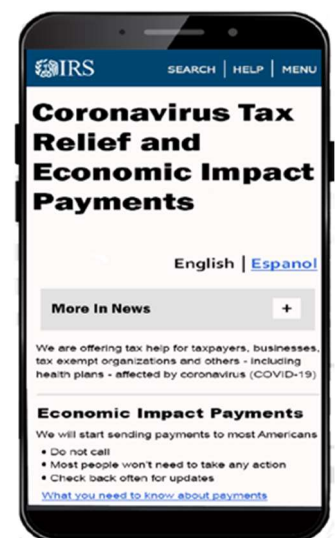 IRS
SEARCH | HELP | MENU
Coronavirus Tax
Relief and
Economic Impact
Payments
English | Espanol
More In News +
We are offering tax help for taxpayers, businesses,
tax exempt organizations and others - including
health plans - affected by coronavirus (COVID-19)
Economic Impact Payments
We will start sending payments to most Americans
• Do not call
• Most people won't need to take any action
• Check back often for updates
What you need to know about payments